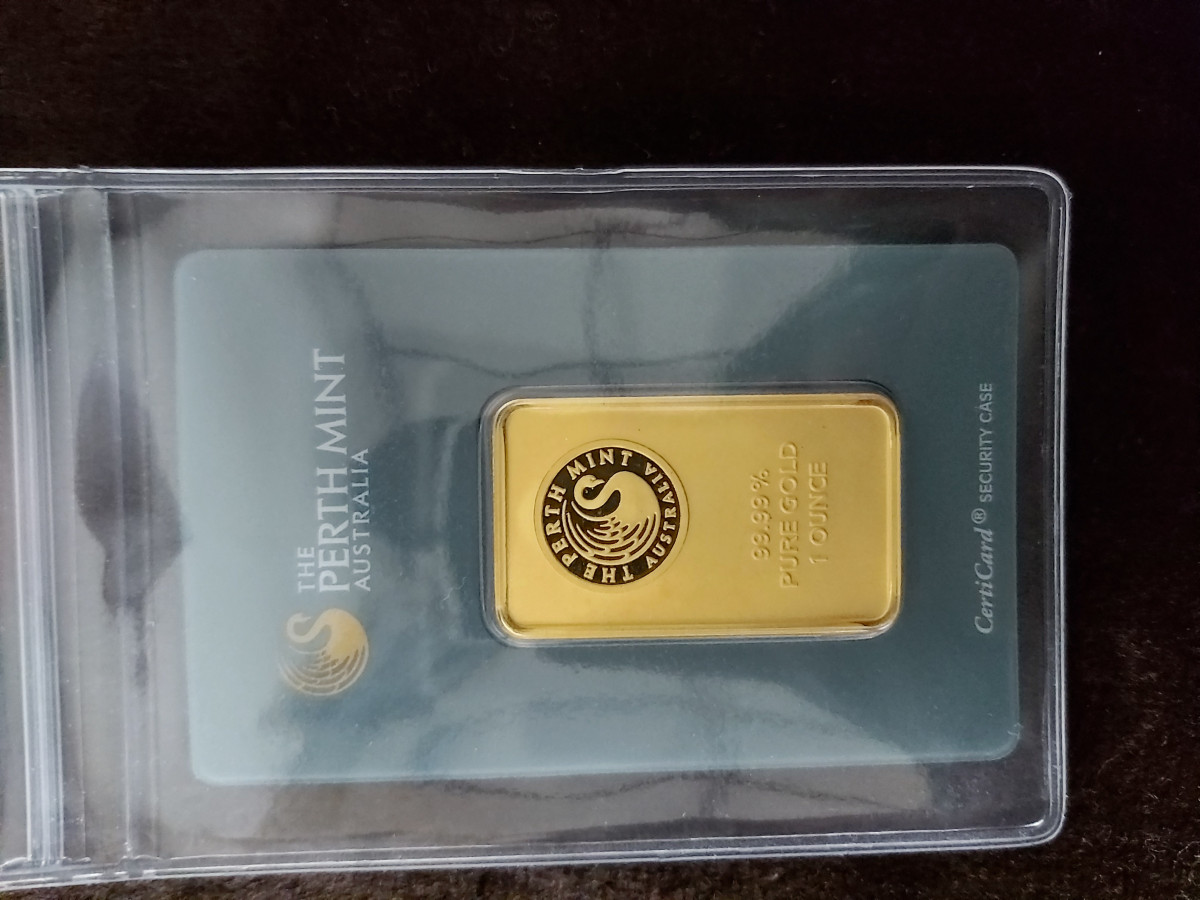 THE
PERTH MINT
AUSTRALIA
THE PERTH MINT
AUSTRALIA
99.99%
PURE GOLD
1 OUNCE
CertiCard® SECURITY CASE